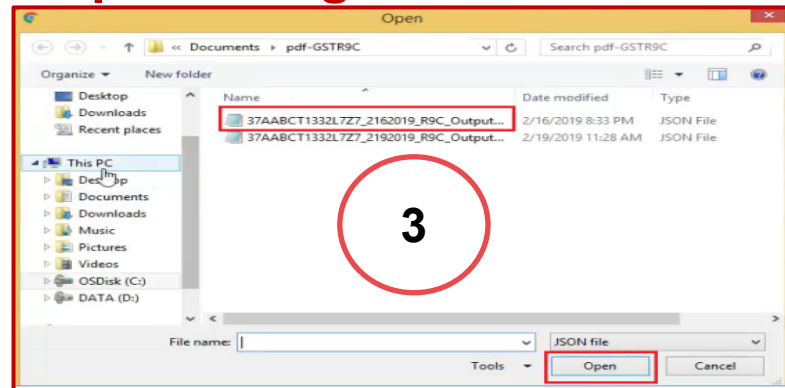 Open
« Documents pdf-GSTR9C
Search pdf-GSTR9C
Organize New folder
Desktop
Downloads
Recent places
This PC
Desktop
Documents
Downloads
Music
Pictures
Videos
OSDisk (C:)
DATA (D:)
Name Date modified Type
37AABCT1332L7Z7_2162019_R9C_Output... 2/16/2019 8:33 PM JSON File
37AABCT1332L7Z7_2192019_R9C_Output... 2/19/2019 11:28 AM JSON File
3
File name: JSON file
Tools Open Cancel